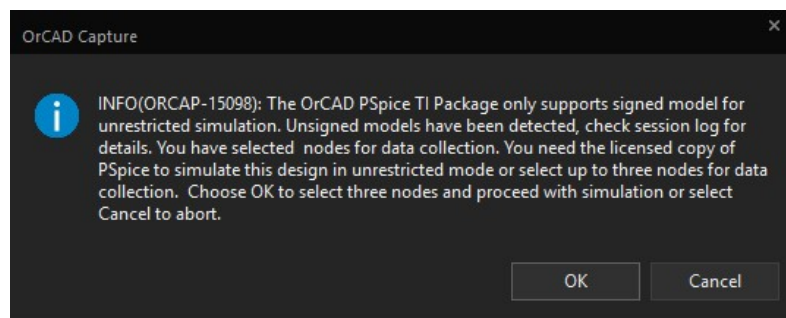 OrCAD Capture
INFO(ORCAP-15098): The OrCAD PSpice TI Package only supports signed model for
unrestricted simulation. Unsigned models have been detected, check session log for
details. You have selected  nodes for data collection. You need the licensed copy of
PSpice to simulate this design in unrestricted mode or select up to three nodes for data
collection.  Choose OK to select three nodes and proceed with simulation or select
Cancel to abort.
OK
Cancel